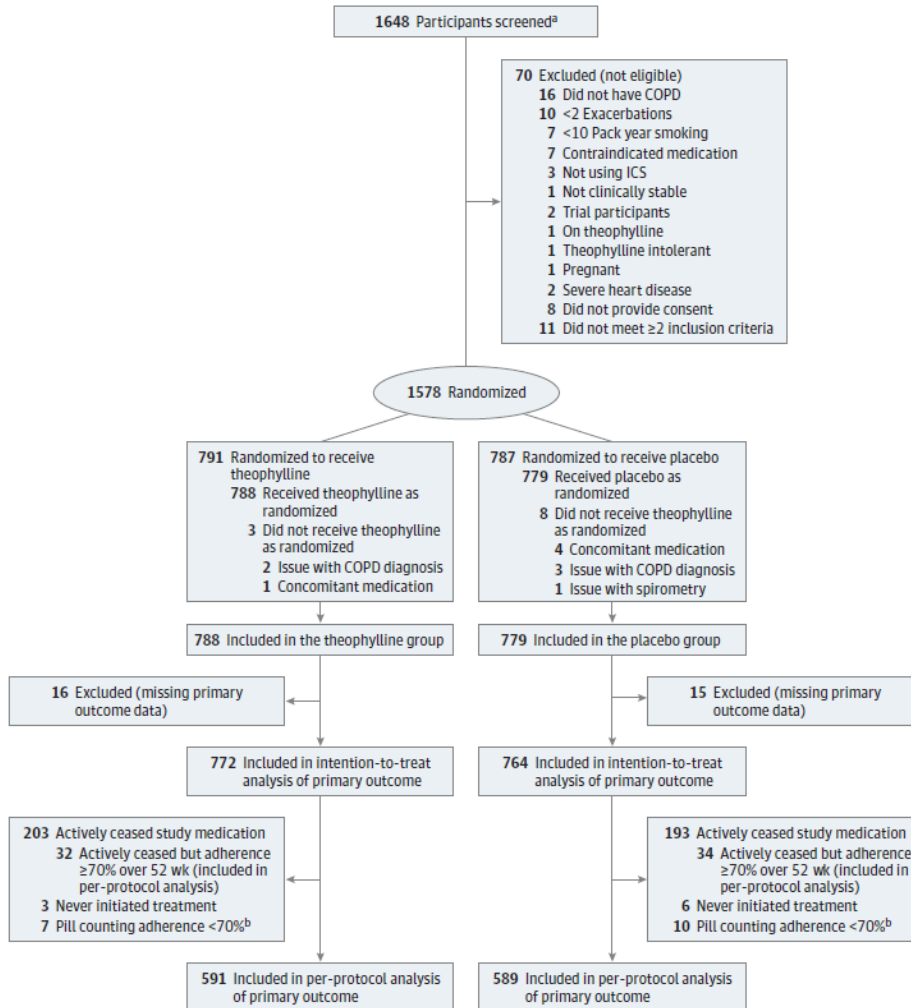 1648 Participants screenedᵃ
70 Excluded (not eligible)
16 Did not have COPD
10 <2 Exacerbations
7 <10 Pack year smoking
7 Contraindicated medication
3 Not using ICS
1 Not clinically stable
2 Trial participants
1 On theophylline
1 Theophylline intolerant
1 Pregnant
2 Severe heart disease
8 Did not provide consent
11 Did not meet ≥2 inclusion criteria
1578 Randomized
791 Randomized to receive
theophylline
788 Received theophylline as
randomized
3 Did not receive theophylline
as randomized
2 Issue with COPD diagnosis
1 Concomitant medication
787 Randomized to receive placebo
779 Received placebo as
randomized
8 Did not receive theophylline
as randomized
4 Concomitant medication
3 Issue with COPD diagnosis
1 Issue with spirometry
788 Included in the theophylline group
779 Included in the placebo group
16 Excluded (missing primary
outcome data)
15 Excluded (missing primary
outcome data)
772 Included in intention-to-treat
analysis of primary outcome
764 Included in intention-to-treat
analysis of primary outcome
203 Actively ceased study medication
32 Actively ceased but adherence
≥70% over 52 wk (included in
per-protocol analysis)
3 Never initiated treatment
7 Pill counting adherence <70%ᵇ
193 Actively ceased study medication
34 Actively ceased but adherence
≥70% over 52 wk (included in
per-protocol analysis)
6 Never initiated treatment
10 Pill counting adherence <70%ᵇ
591 Included in per-protocol analysis
of primary outcome
589 Included in per-protocol analysis
of primary outcome